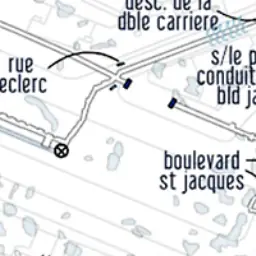 desc. de la
dble carriere
rue
eclerc
s/le p
conduit
bld ja
boulevard
st jacques